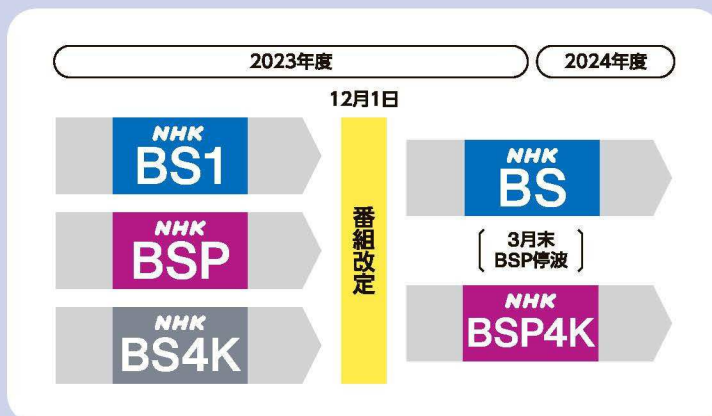 2023年度
2024年度
12月1日
NHK
BS1
NHK
BSP
NHK
BS4K
番組改定
NHK
BS
3月末
BSP停波
NHK
BSP4K